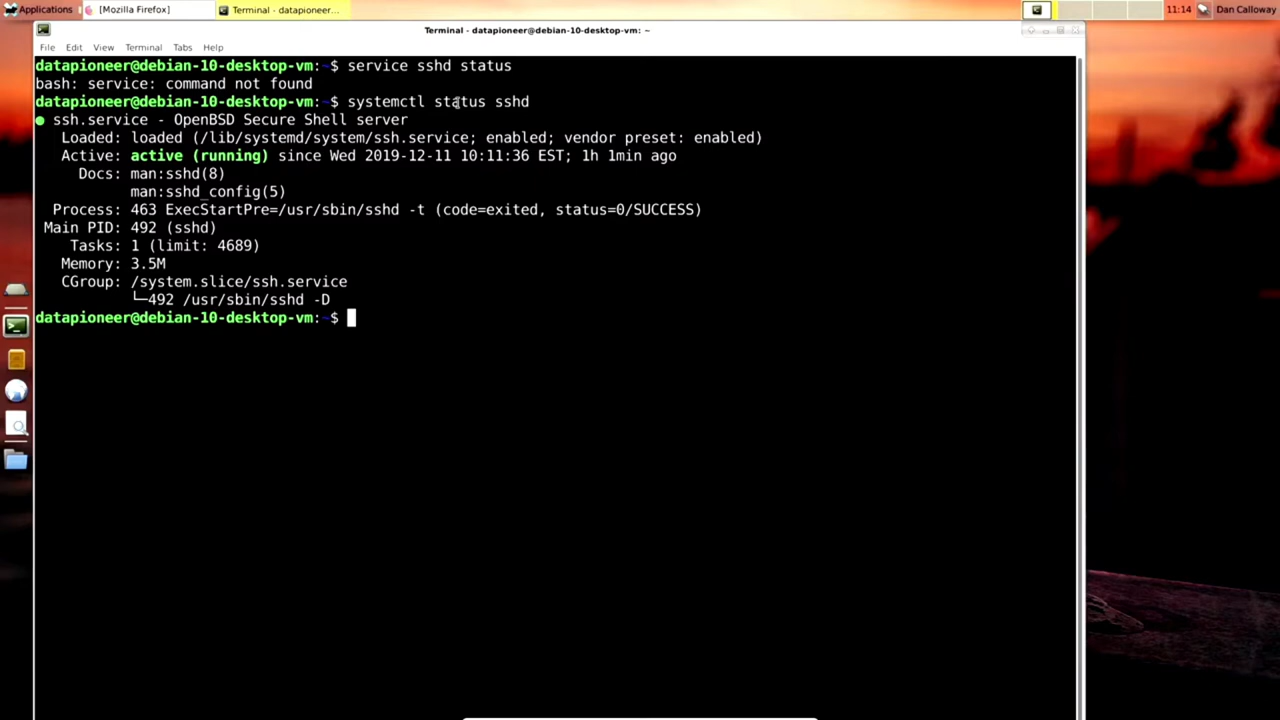 Applications [Mozilla Firefox] Terminal - datapioneer... 11:14 Dan Calloway
Terminal - datapioneer@debian-10-desktop-vm: ~
File Edit View Terminal Tabs Help
datapioneer@debian-10-desktop-vm:~$ service sshd status
bash: service: command not found
datapioneer@debian-10-desktop-vm:~$ systemctl status sshd
● ssh.service - OpenBSD Secure Shell server
Loaded: loaded (/lib/systemd/system/ssh.service; enabled; vendor preset: enabled)
Active: active (running) since Wed 2019-12-11 10:11:36 EST; 1h 1min ago
Docs: man:sshd(8)
man:sshd_config(5)
Process: 463 ExecStartPre=/usr/sbin/sshd -t (code=exited, status=0/SUCCESS)
Main PID: 492 (sshd)
Tasks: 1 (limit: 4689)
Memory: 3.5M
CGroup: /system.slice/ssh.service
└─492 /usr/sbin/sshd -D
datapioneer@debian-10-desktop-vm:~$